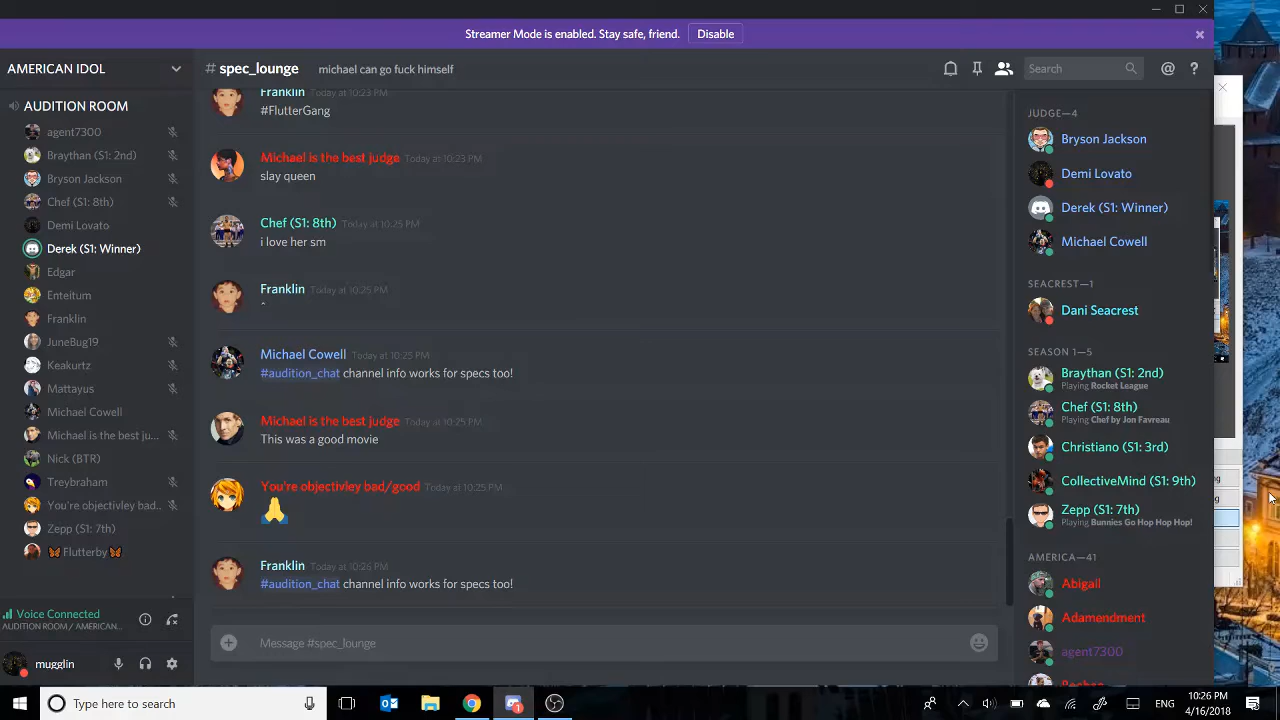 Streamer Mode is enabled. Stay safe, friend. Disable
AMERICAN IDOL
# spec_lounge michael can go fuck himself
Search
AUDITION ROOM
agent7300
Braythan (S1: 2nd)
Bryson Jackson
Chef (S1: 8th)
Demi Lovato
Derek (S1: Winner)
Edgar
Enteitum
Franklin
JuneBug19
Keakurtz
Mattayus
Michael Cowell
Michael is the best ju...
Nick (BTR)
Treybraham
You're objectivley bad..
Zepp (S1: 7th)
Flutterby
Voice Connected
AUDITION ROOM / AMERICAN...
mugglin
Franklin Today at 10:23 PM
#FlutterGang
Michael is the best judge Today at 10:23 PM
slay queen
Chef (S1: 8th) Today at 10:25 PM
i love her sm
Franklin Today at 10:25 PM
^
Michael Cowell Today at 10:25 PM
#audition_chat channel info works for specs too!
Michael is the best judge Today at 10:25 PM
This was a good movie
You're objectivley bad/good Today at 10:25 PM
Franklin Today at 10:26 PM
#audition_chat channel info works for specs too!
Message #spec_lounge
JUDGE—4
Bryson Jackson
Demi Lovato
Derek (S1: Winner)
Michael Cowell
SEACREST—1
Dani Seacrest
SEASON 1—5
Braythan (S1: 2nd)
Playing Rocket League
Chef (S1: 8th)
Playing Chef by Jon Favreau
Christiano (S1: 3rd)
CollectiveMind (S1: 9th)
Zepp (S1: 7th)
Playing Bunnies Go Hop Hop Hop!
AMERICA—41
Abigail
Adamendment
agent7300
Type here to search
ENG
10:26 PM
4/16/2018